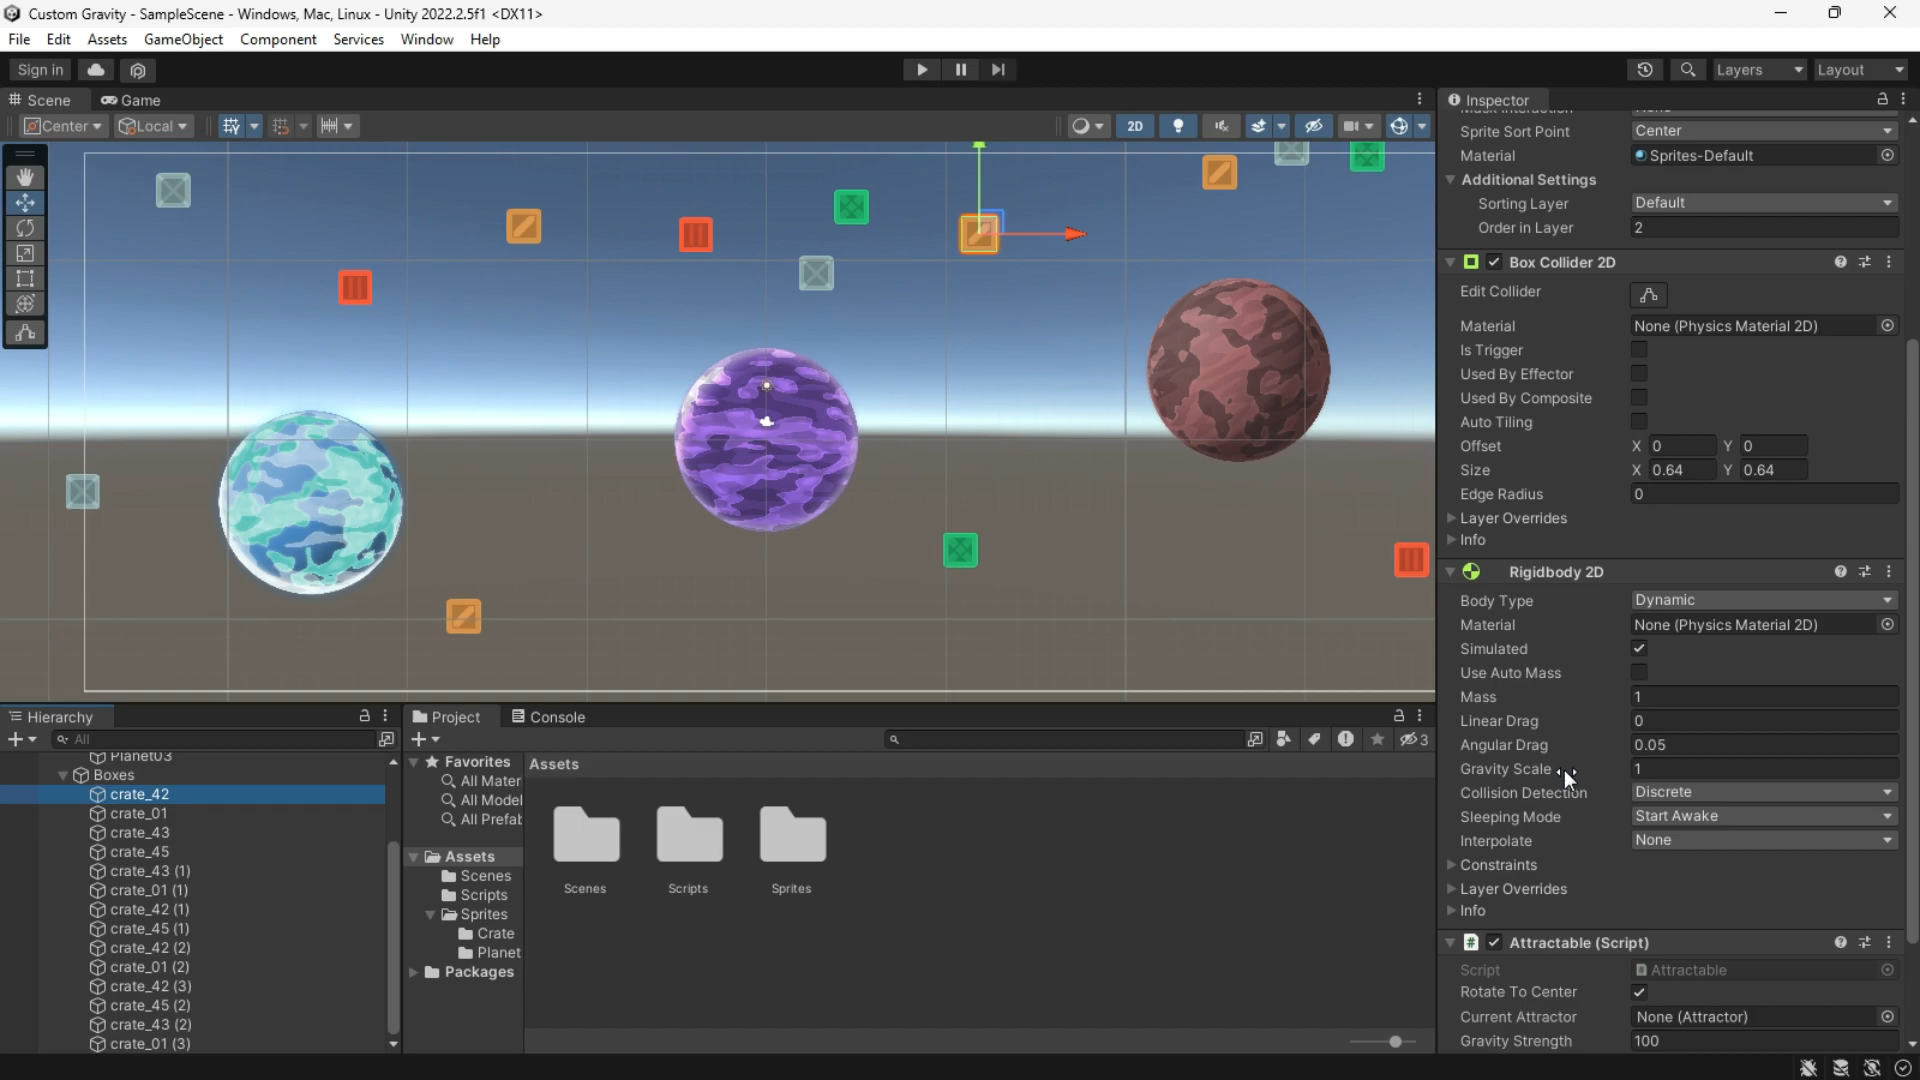 Custom Gravity - SampleScene - Windows, Mac, Linux - Unity 2022.2.5f1 <DX11>
File Edit Assets GameObject Component Services Window Help
Sign in Layers Layout
Scene Game
Center Local 2D
Inspector
Sprite Sort Point Center
Material Sprites-Default
Additional Settings
Sorting Layer Default
Order in Layer 2
Box Collider 2D
Edit Collider
Material None (Physics Material 2D)
Is Trigger
Used By Effector
Used By Composite
Auto Tiling
Offset X 0 Y 0
Size X 0.64 Y 0.64
Edge Radius 0
Layer Overrides
Info
Rigidbody 2D
Body Type Dynamic
Material None (Physics Material 2D)
Simulated
Use Auto Mass
Mass 1
Linear Drag 0
Angular Drag 0.05
Gravity Scale 1
Collision Detection Discrete
Sleeping Mode Start Awake
Interpolate None
Constraints
Layer Overrides
Info
Attractable (Script)
Script Attractable
Rotate To Center
Current Attractor None (Attractor)
Gravity Strength 100
Hierarchy
All
Planet03
Boxes
crate_42
crate_01
crate_43
crate_45
crate_43 (1)
crate_01 (1)
crate_42 (1)
crate_45 (1)
crate_42 (2)
crate_01 (2)
crate_42 (3)
crate_45 (2)
crate_43 (2)
crate_01 (3)
Project Console
3
Favorites
All Mater
All Model
All Prefat
Assets
Scenes
Scripts
Sprites
Crate
Planet
Packages
Assets
Scenes Scripts Sprites